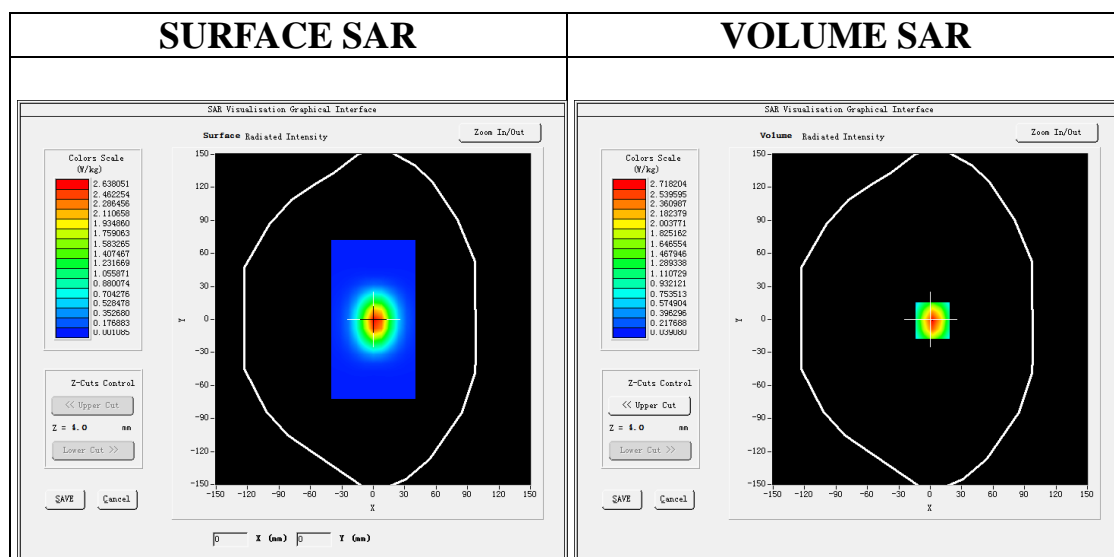 SURFACE SAR
VOLUME SAR
SAR Visualisation Graphical Interface
Surface Radiated Intensity
Zoom In/Out
Colors Scale
(W/kg)
2.638051
2.462254
2.286456
2.110658
1.934860
1.759063
1.583265
1.407467
1.231669
1.055871
0.880074
0.704276
0.528478
0.352680
0.176883
0.001085
Z-Cuts Control
<< Upper Cut
Z = 4.0 mm
Lower Cut >>
SAVE
Cancel
150
120
90
60
30
0
-30
-60
-90
-120
-150
Y
-150 -120 -90 -60 -30 0 30 60 90 120 150
X
0 X (mm) 0 Y (mm)
SAR Visualisation Graphical Interface
Volume Radiated Intensity
Zoom In/Out
Colors Scale
(W/kg)
2.718204
2.539595
2.360987
2.182379
2.003771
1.825162
1.646554
1.467946
1.289338
1.110729
0.932121
0.753513
0.574904
0.396296
0.217688
0.039080
Z-Cuts Control
<< Upper Cut
Z = 4.0 mm
Lower Cut >>
SAVE
Cancel
150
120
90
60
30
0
-30
-60
-90
-120
-150
Y
-150 -120 -90 -60 -30 0 30 60 90 120 150
X